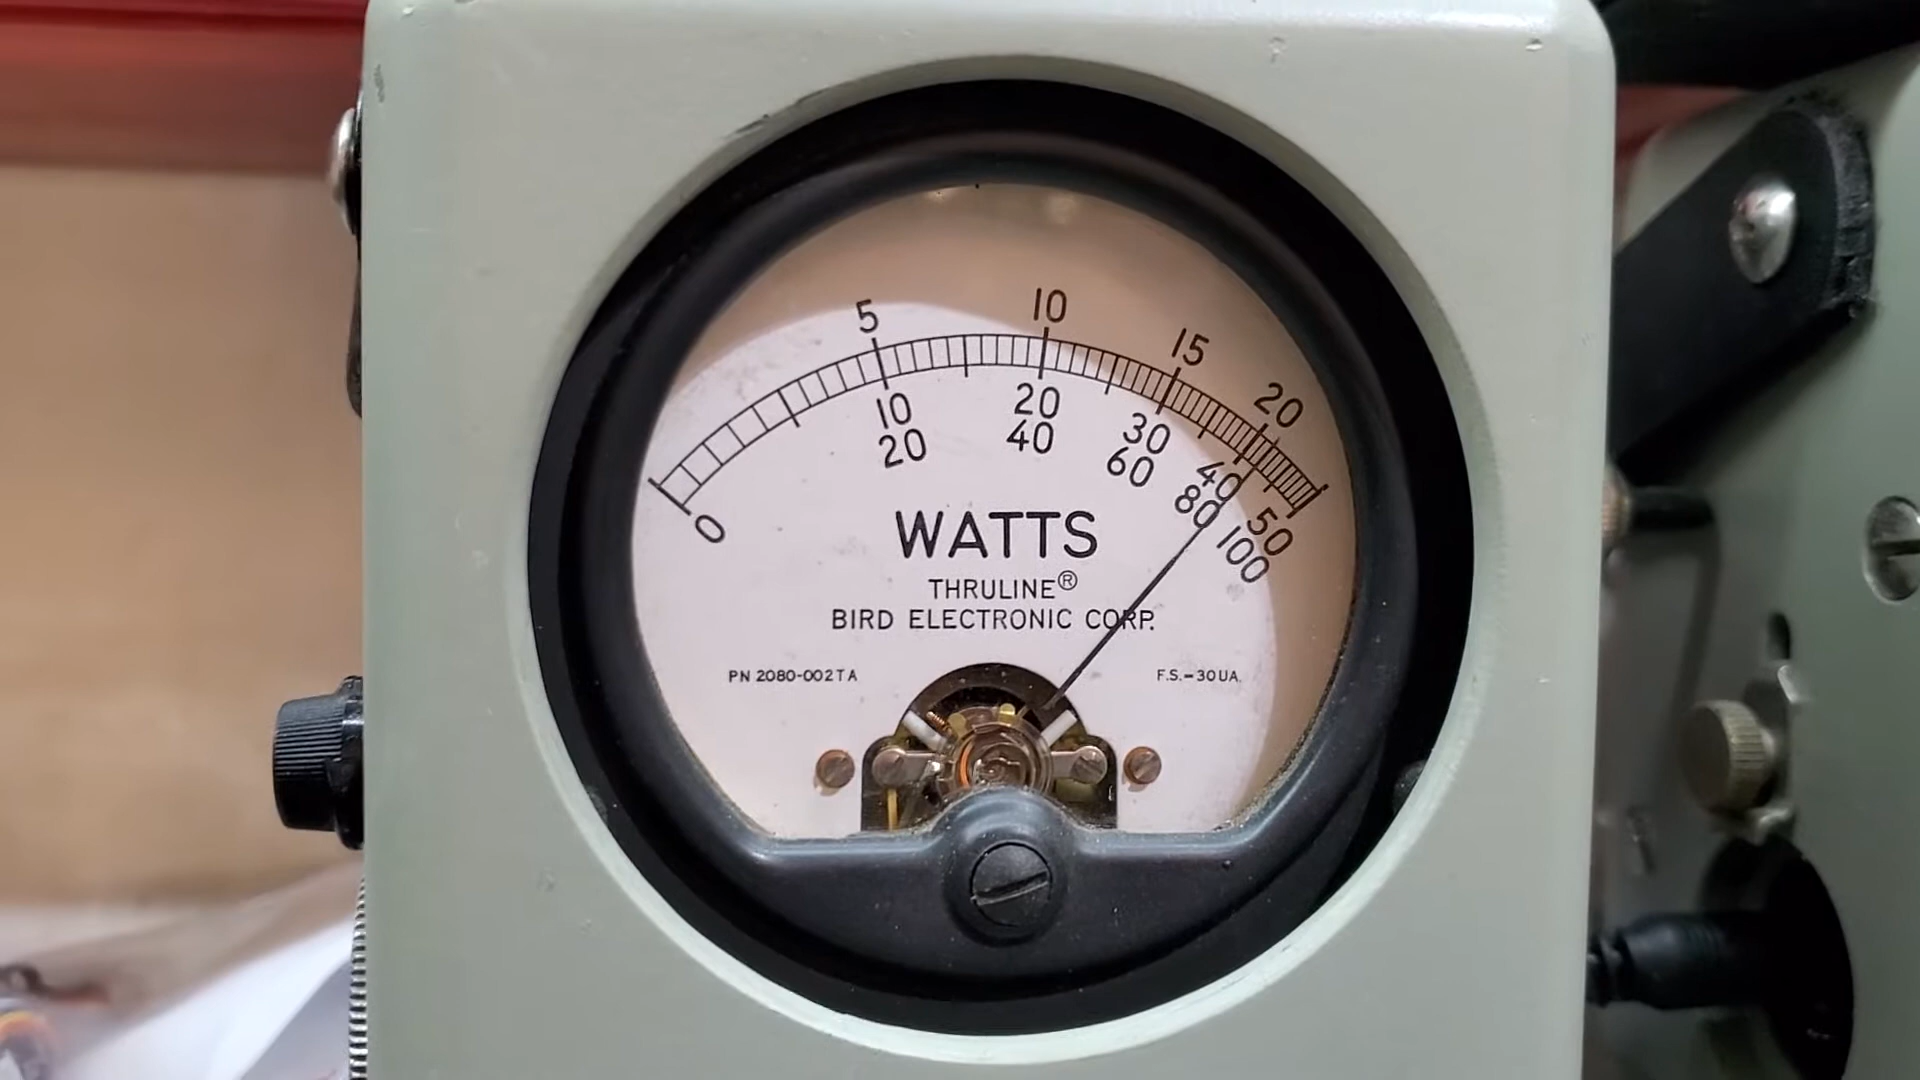 5 10 15 20
10 20 30 40 50
0 20 40 60 80 100
WATTS
THRULINE®
BIRD ELECTRONIC CORP.
PN 2080-002TA F.S.=30UA.